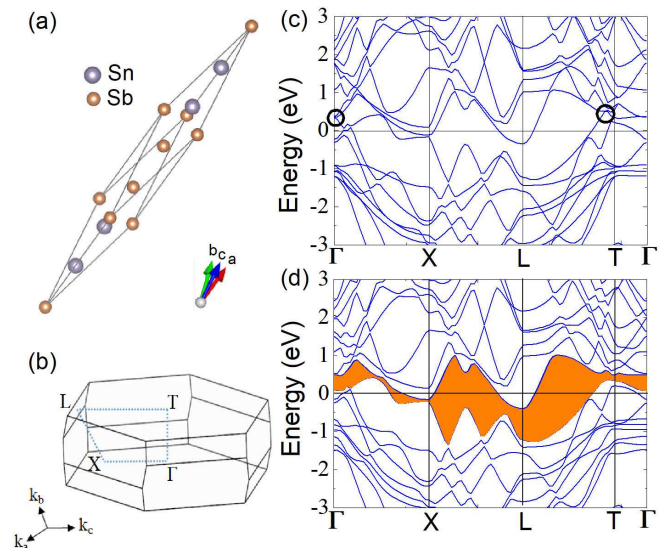 (a)
Sn
Sb
b c a
(b)
L T
X Γ
k_b
k_c
k_a
(c)
Energy (eV)
3
2
1
0
-1
-2
-3
Γ X L T Γ
(d)
Energy (eV)
3
2
1
0
-1
-2
-3
Γ X L T Γ